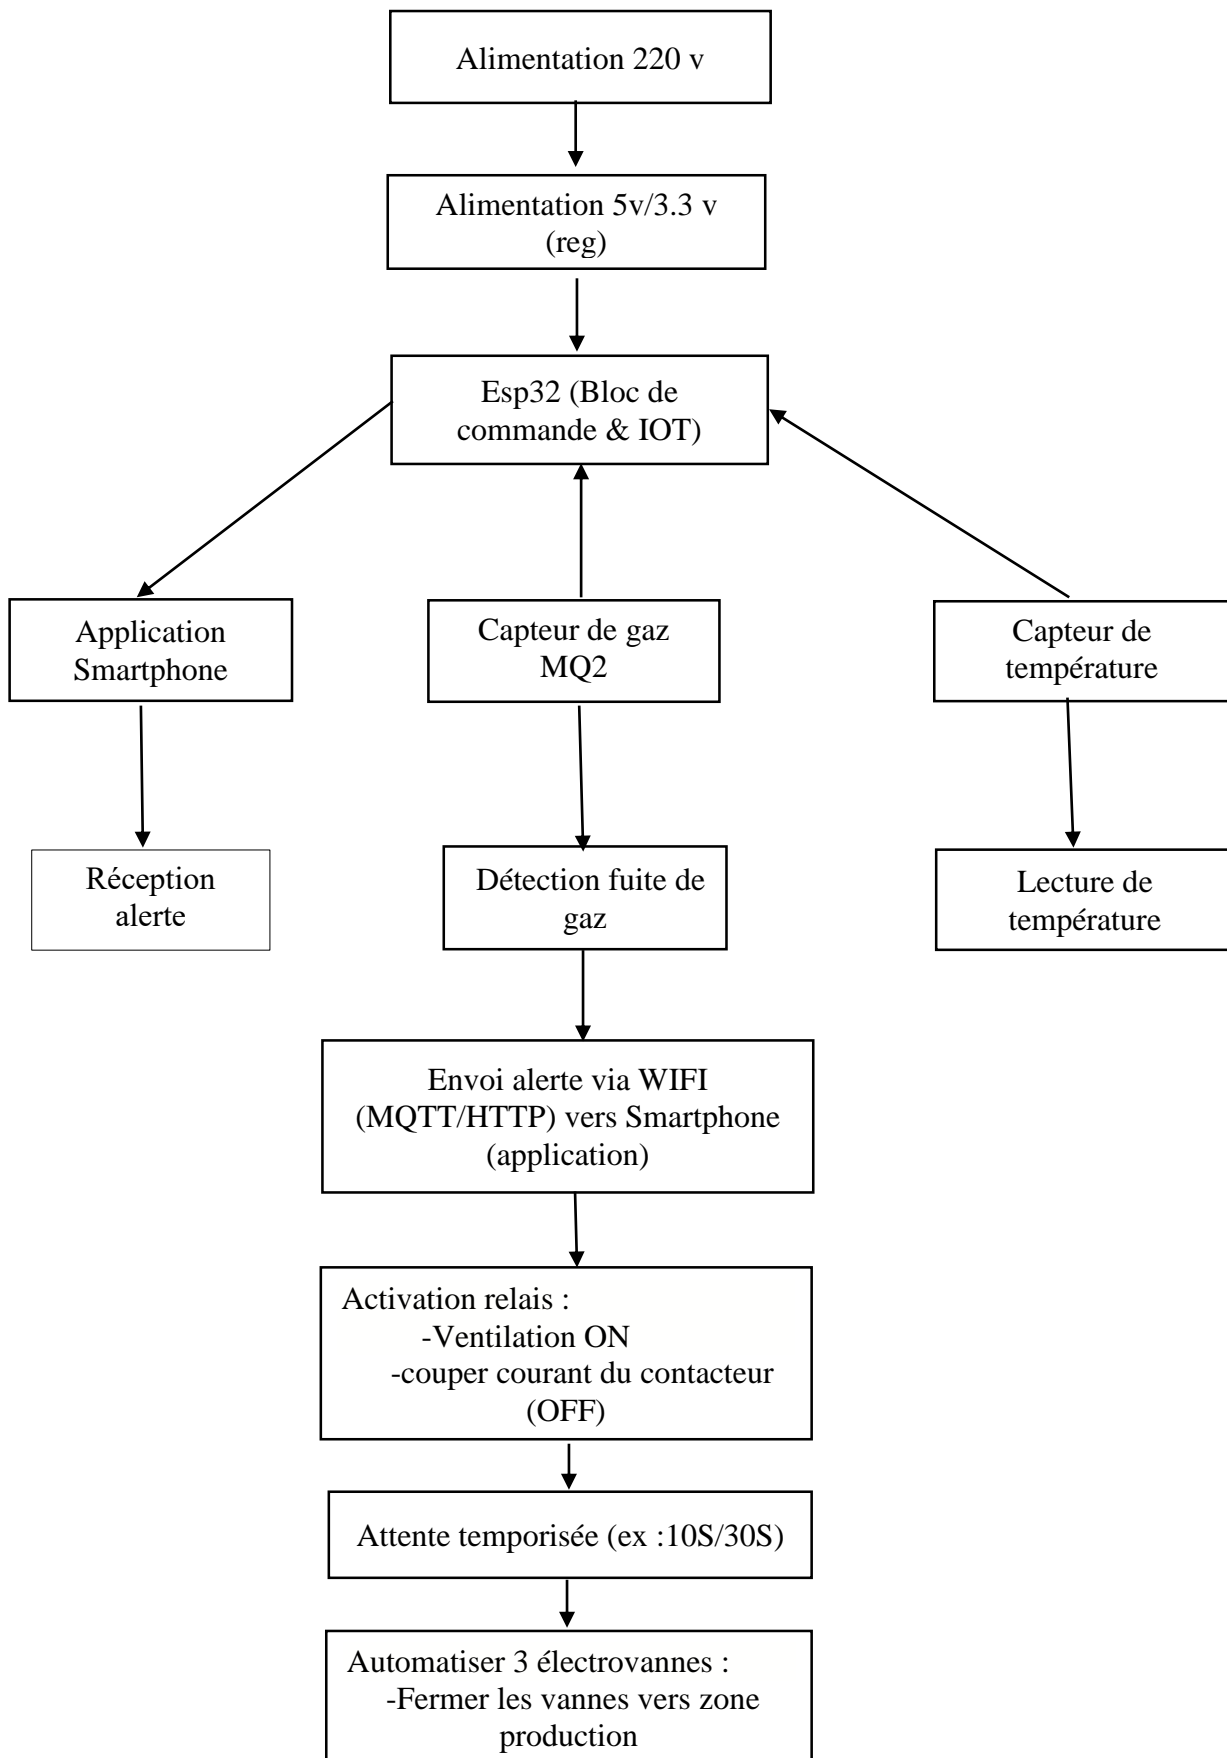 Alimentation 220 v
Alimentation 5v/3.3 v
(reg)
Esp32 (Bloc de
commande & IOT)
Application
Smartphone
Capteur de gaz
MQ2
Capteur de
température
Réception
alerte
Détection fuite de
gaz
Lecture de
température
Envoi alerte via WIFI
(MQTT/HTTP) vers Smartphone
(application)
Activation relais :
-Ventilation ON
-couper courant du contacteur
(OFF)
Attente temporisée (ex :10S/30S)
Automatiser 3 électrovannes :
-Fermer les vannes vers zone
production